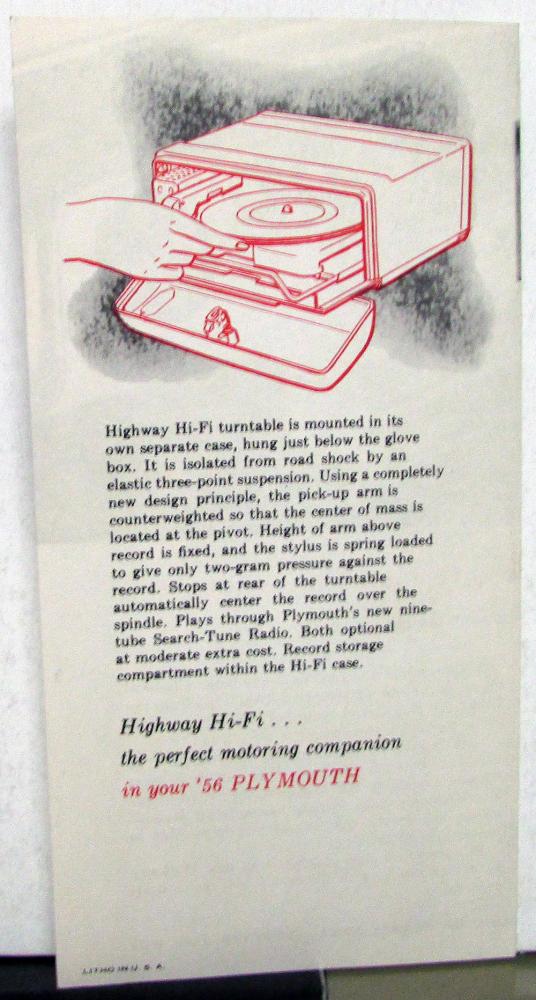 Highway Hi-Fi turntable is mounted in its
own separate case, hung just below the glove
box. It is isolated from road shock by an
elastic three-point suspension. Using a completely
new design principle, the pick-up arm is
counterweighted so that the center of mass is
located at the pivot. Height of arm above
record is fixed, and the stylus is spring loaded
to give only two-gram pressure against the
record. Stops at rear of the turntable
automatically center the record over the
spindle. Plays through Plymouth's new nine-
tube Search-Tune Radio. Both optional
at moderate extra cost. Record storage
compartment within the Hi-Fi case.
Highway Hi-Fi . . .
the perfect motoring companion
in your '56 PLYMOUTH
LITHO IN U. S. A.